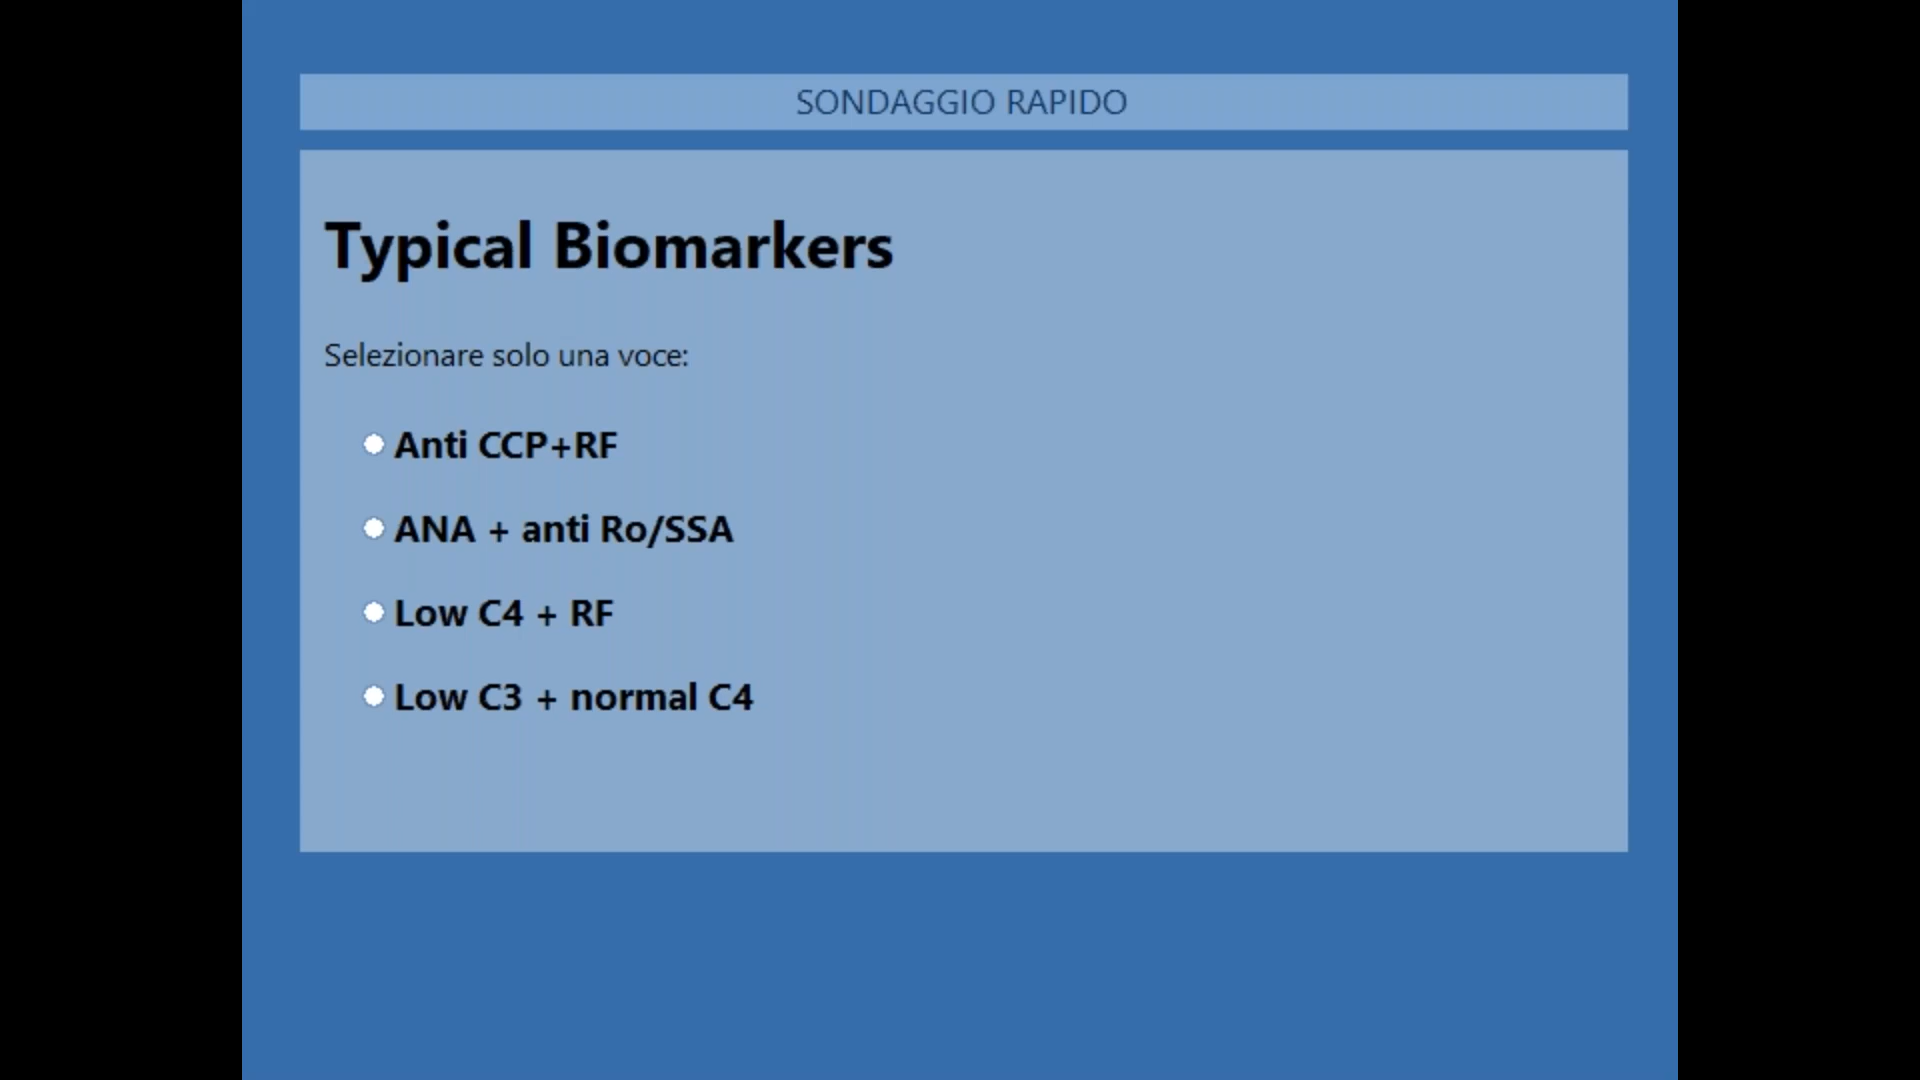 SONDAGGIO RAPIDO
Typical Biomarkers
Selezionare solo una voce:
Anti CCP+RF
ANA + anti Ro/SSA
Low C4 + RF
Low C3 + normal C4